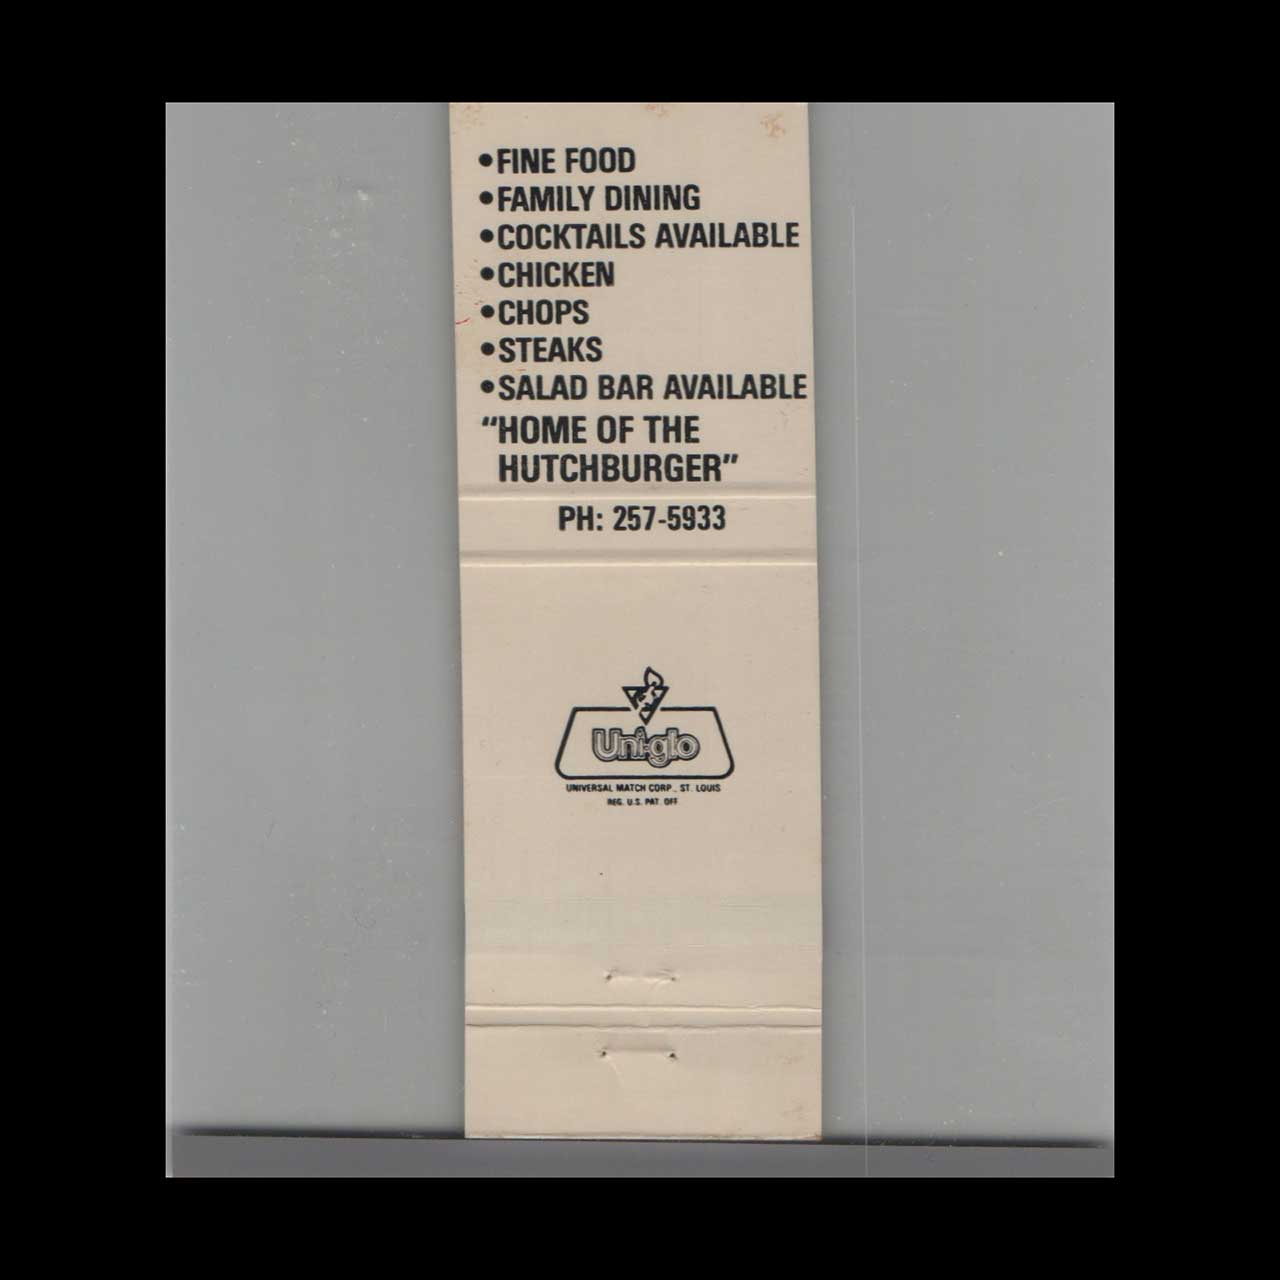 •FINE FOOD
•FAMILY DINING
•COCKTAILS AVAILABLE
•CHICKEN
•CHOPS
•STEAKS
•SALAD BAR AVAILABLE
"HOME OF THE
HUTCHBURGER"
PH: 257-5933
Uni-glo
UNIVERSAL MATCH CORP., ST. LOUIS
REG. U.S. PAT. OFF